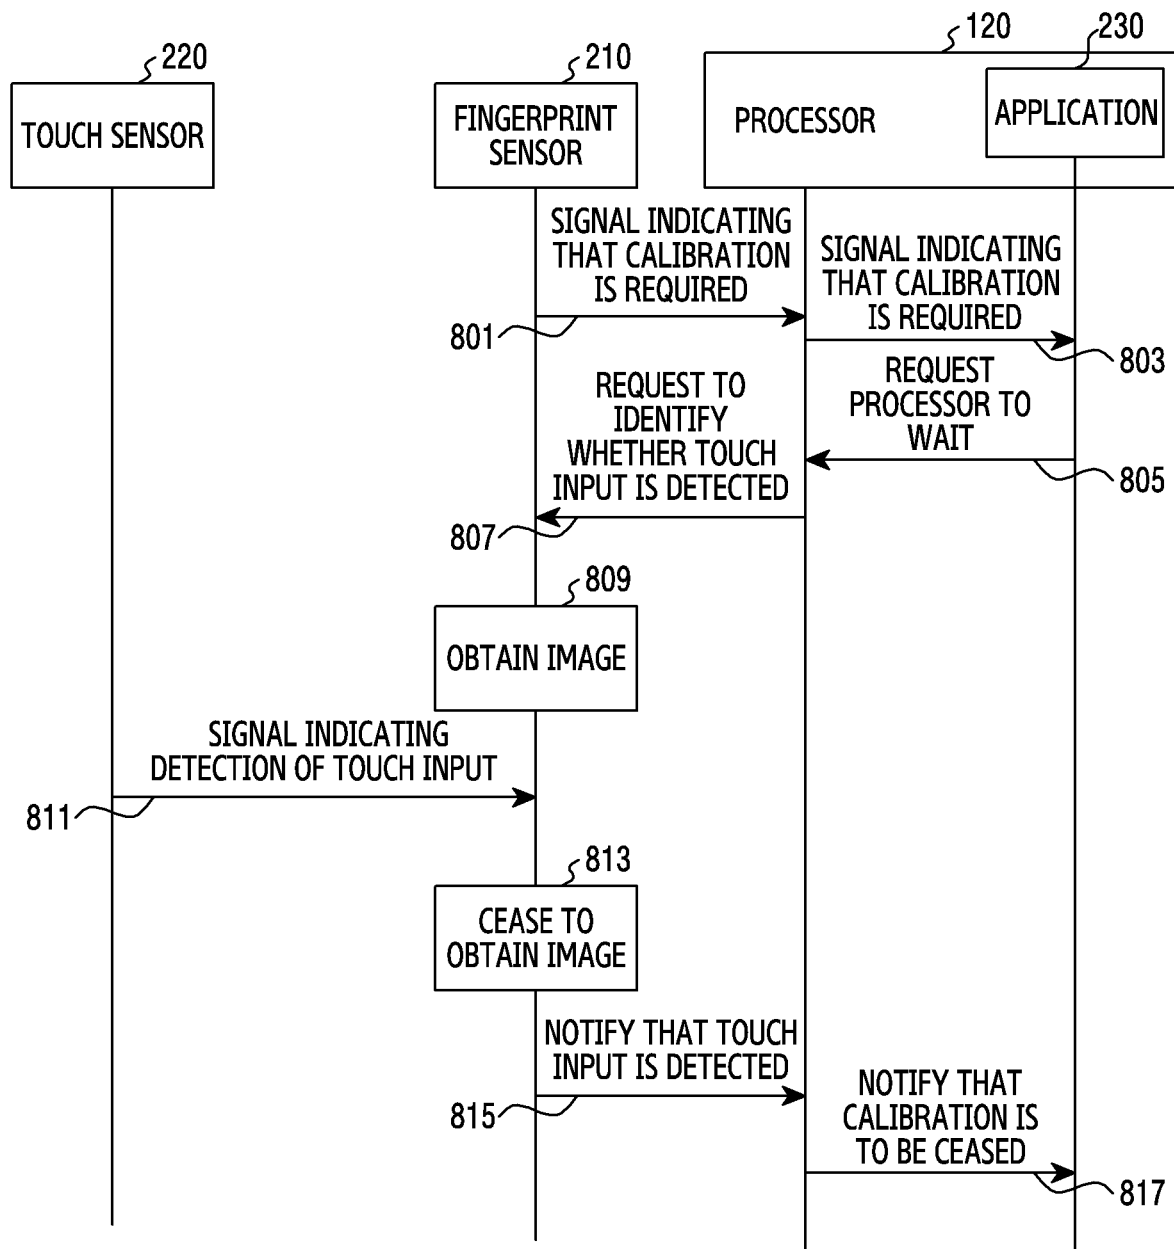 120
230
220
210
TOUCH SENSOR
FINGERPRINT
SENSOR
PROCESSOR
APPLICATION
SIGNAL INDICATING
THAT CALIBRATION
IS REQUIRED
801
SIGNAL INDICATING
THAT CALIBRATION
IS REQUIRED
803
REQUEST
PROCESSOR TO
WAIT
805
REQUEST TO
IDENTIFY
WHETHER TOUCH
INPUT IS DETECTED
807
809
OBTAIN IMAGE
SIGNAL INDICATING
DETECTION OF TOUCH INPUT
811
813
CEASE TO
OBTAIN IMAGE
NOTIFY THAT TOUCH
INPUT IS DETECTED
815
NOTIFY THAT
CALIBRATION IS
TO BE CEASED
817